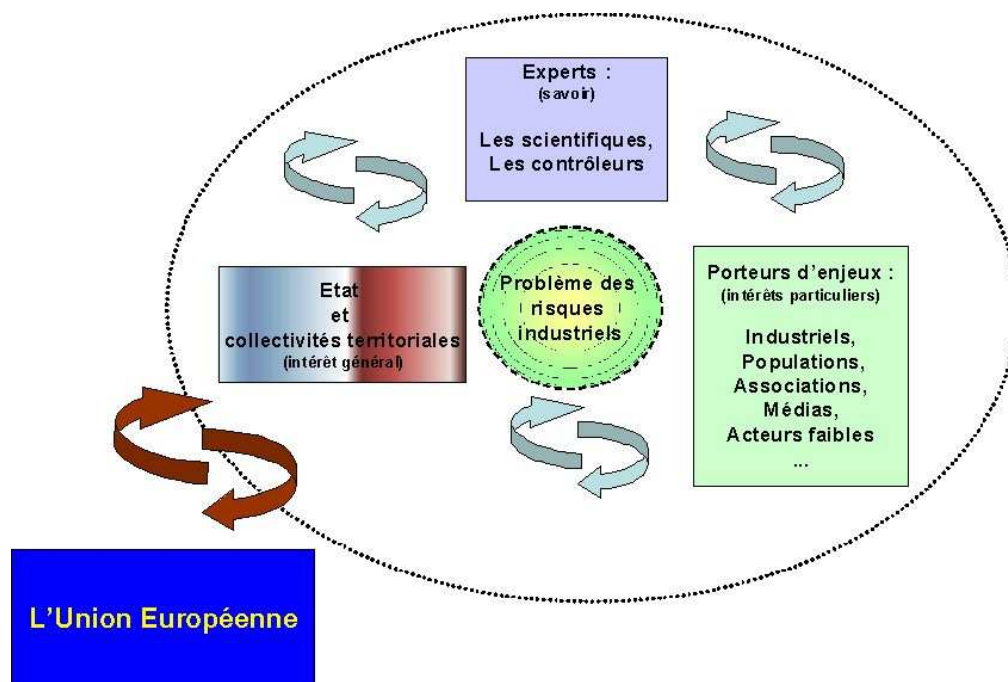 Experts :
(savoir)
Les scientifiques,
Les contrôleurs
Etat
et
collectivités territoriales
(intérêt général)
Problème des
risques
industriels
Porteurs d'enjeux :
(intérêts particuliers)
Industriels,
Populations,
Associations,
Médias,
Acteurs faibles
...
L'Union Européenne